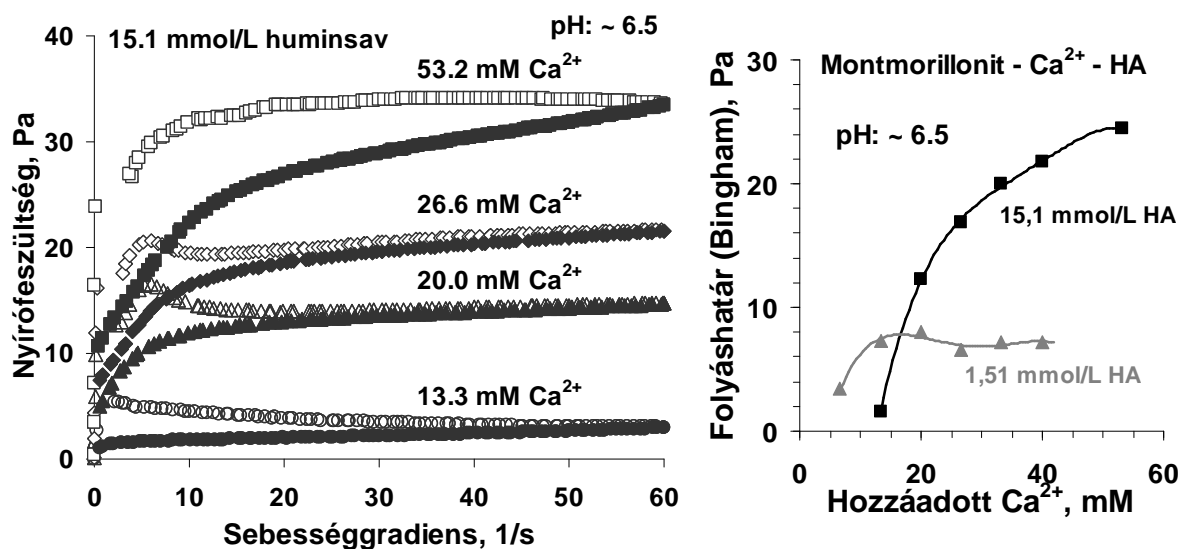 15.1 mmol/L huminsav
pH: ~ 6.5
53.2 mM Ca²⁺
26.6 mM Ca²⁺
20.0 mM Ca²⁺
13.3 mM Ca²⁺
Nyírófeszültség, Pa
40
30
20
10
0
0 10 20 30 40 50 60
Sebességgradiens, 1/s
Montmorillonit - Ca²⁺ - HA
pH: ~ 6.5
15,1 mmol/L HA
1,51 mmol/L HA
Folyáshatár (Bingham), Pa
30
20
10
0
0 20 40 60
Hozzáadott Ca²⁺, mM